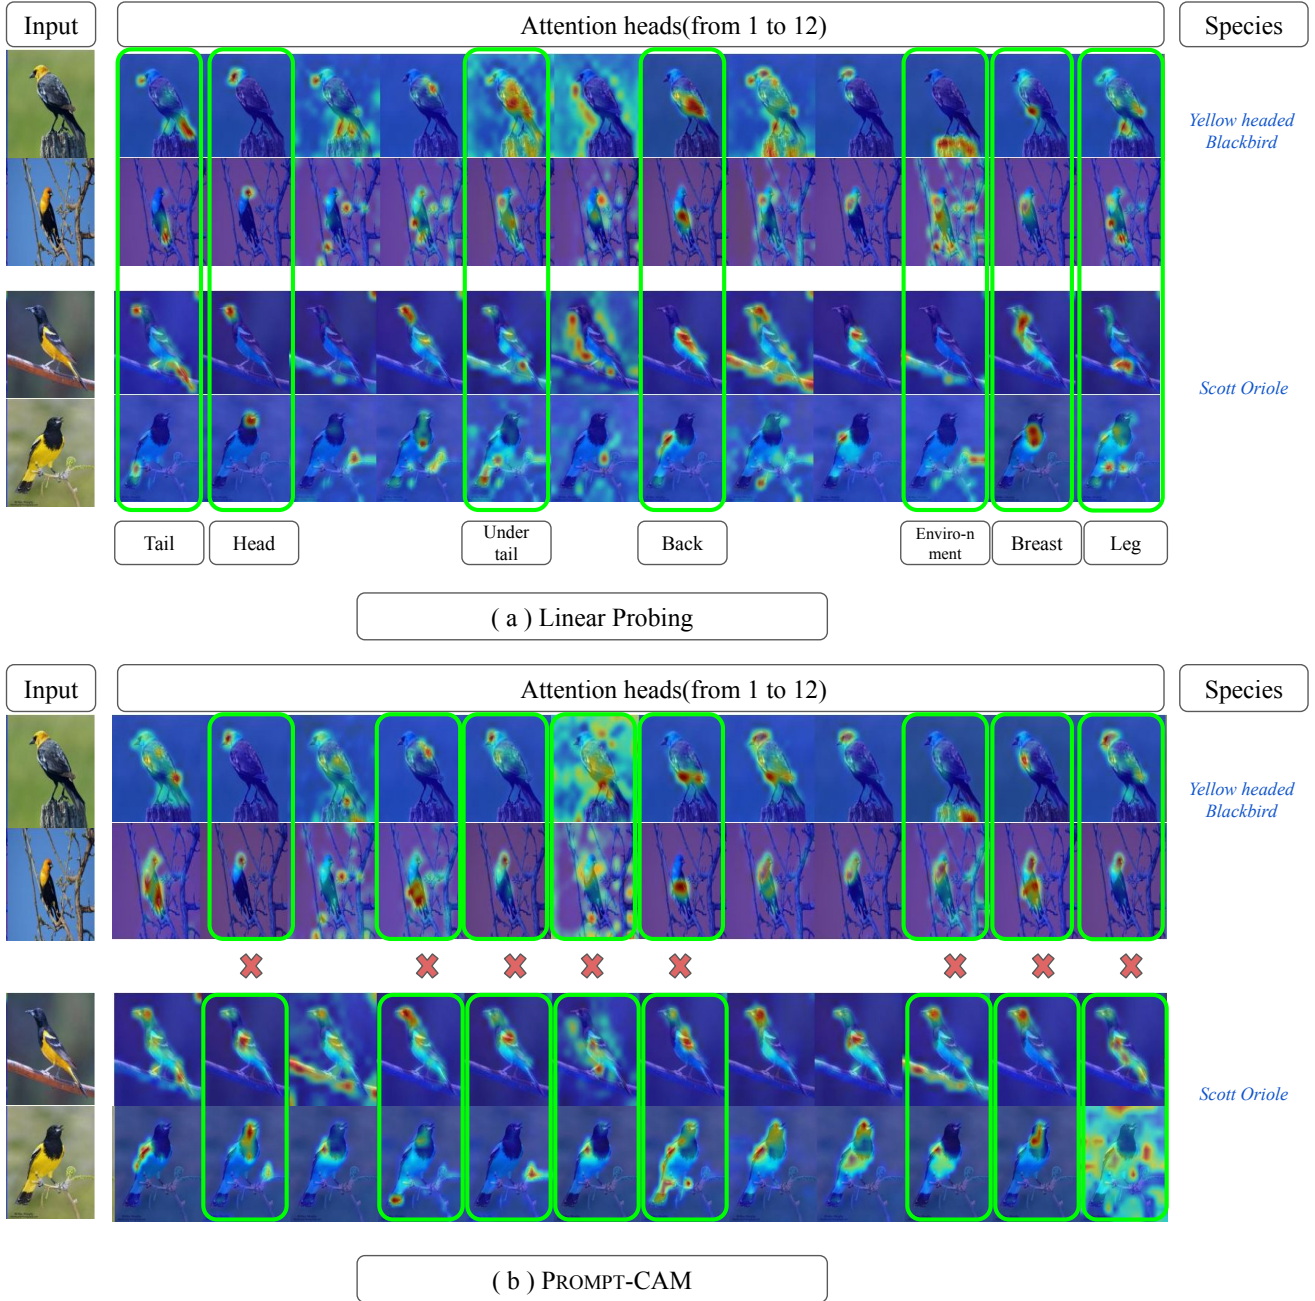 Input
Attention heads(from 1 to 12)
Species
Yellow headed
Blackbird
Scott Oriole
Tail
Head
Under
tail
Back
Enviro-n
ment
Breast
Leg
( a ) Linear Probing
Input
Attention heads(from 1 to 12)
Species
Yellow headed
Blackbird
Scott Oriole
( b ) PROMPT-CAM